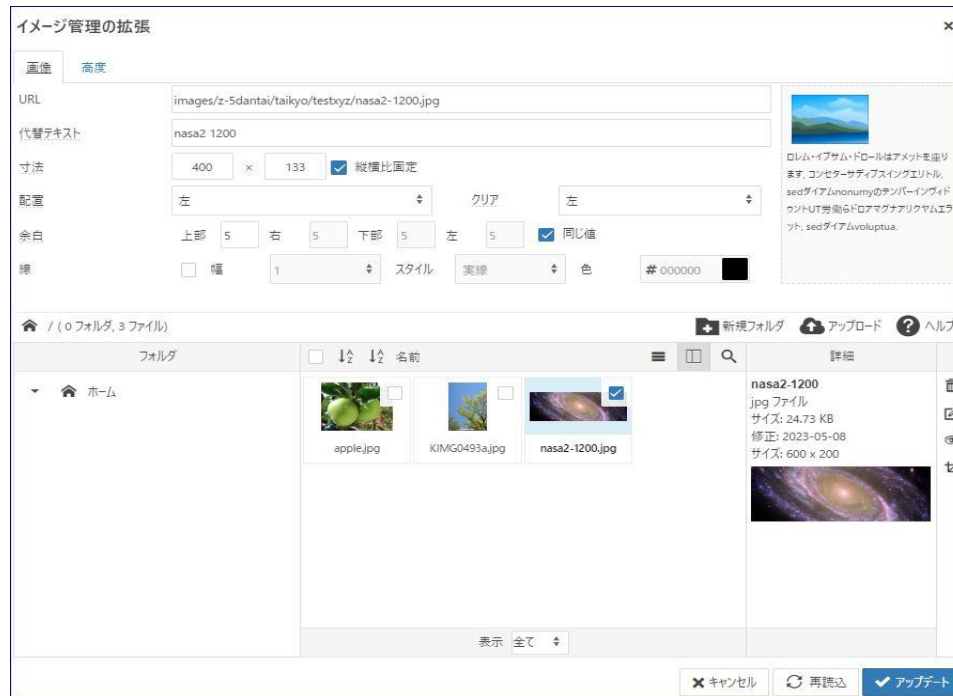 イメージ管理の拡張
画像 高度
URL images/z-5dantai/taikyo/testxyz/nasa2-1200.jpg
代替テキスト nasa2 1200
寸法 400 × 133 縦横比固定
配置 左 クリア 左
余白 上部 5 右 5 下部 5 左 5 同じ値
線 幅 1 スタイル 実線 色 # 000000
ロレム・イプサム・ドロールはアメットを座り
ます, コンセターサディプスイングエリトル,
sedダイアムnonumyのテンパーインヴィド
ゥントUT労働らドロアマグナアリクヤムエラ
ット, sedダイアムvoluptua.
/ ( 0 フォルダ, 3 ファイル) 新規フォルダ アップロード ヘルプ
フォルダ 名前 詳細
ホーム
apple.jpg KIMG0493a.jpg nasa2-1200.jpg
nasa2-1200
jpg ファイル
サイズ: 24.73 KB
修正: 2023-05-08
サイズ: 600 x 200
表示 全て
キャンセル 再読込 アップデート